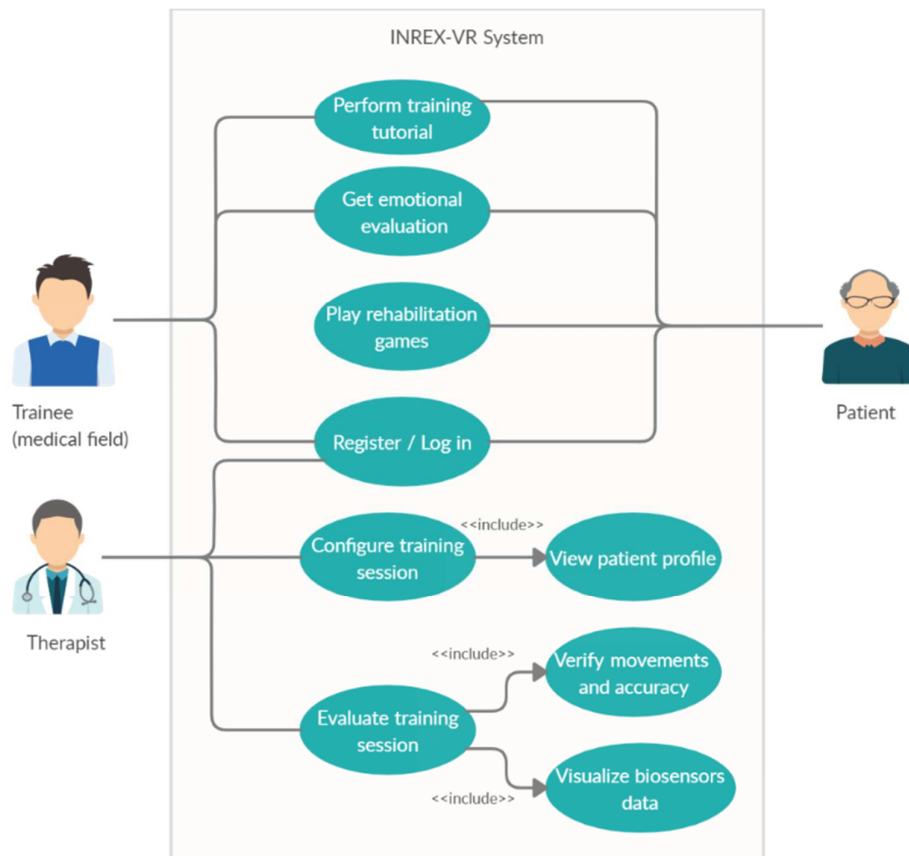 INREX-VR System
Perform training
tutorial
Get emotional
evaluation
Play rehabilitation
games
Trainee
(medical field)
Patient
Register / Log in
<<include>>
Configure training
session
View patient profile
Therapist
<<include>>
Verify movements
and accuracy
Evaluate training
session
Visualize biosensors
data
<<include>>